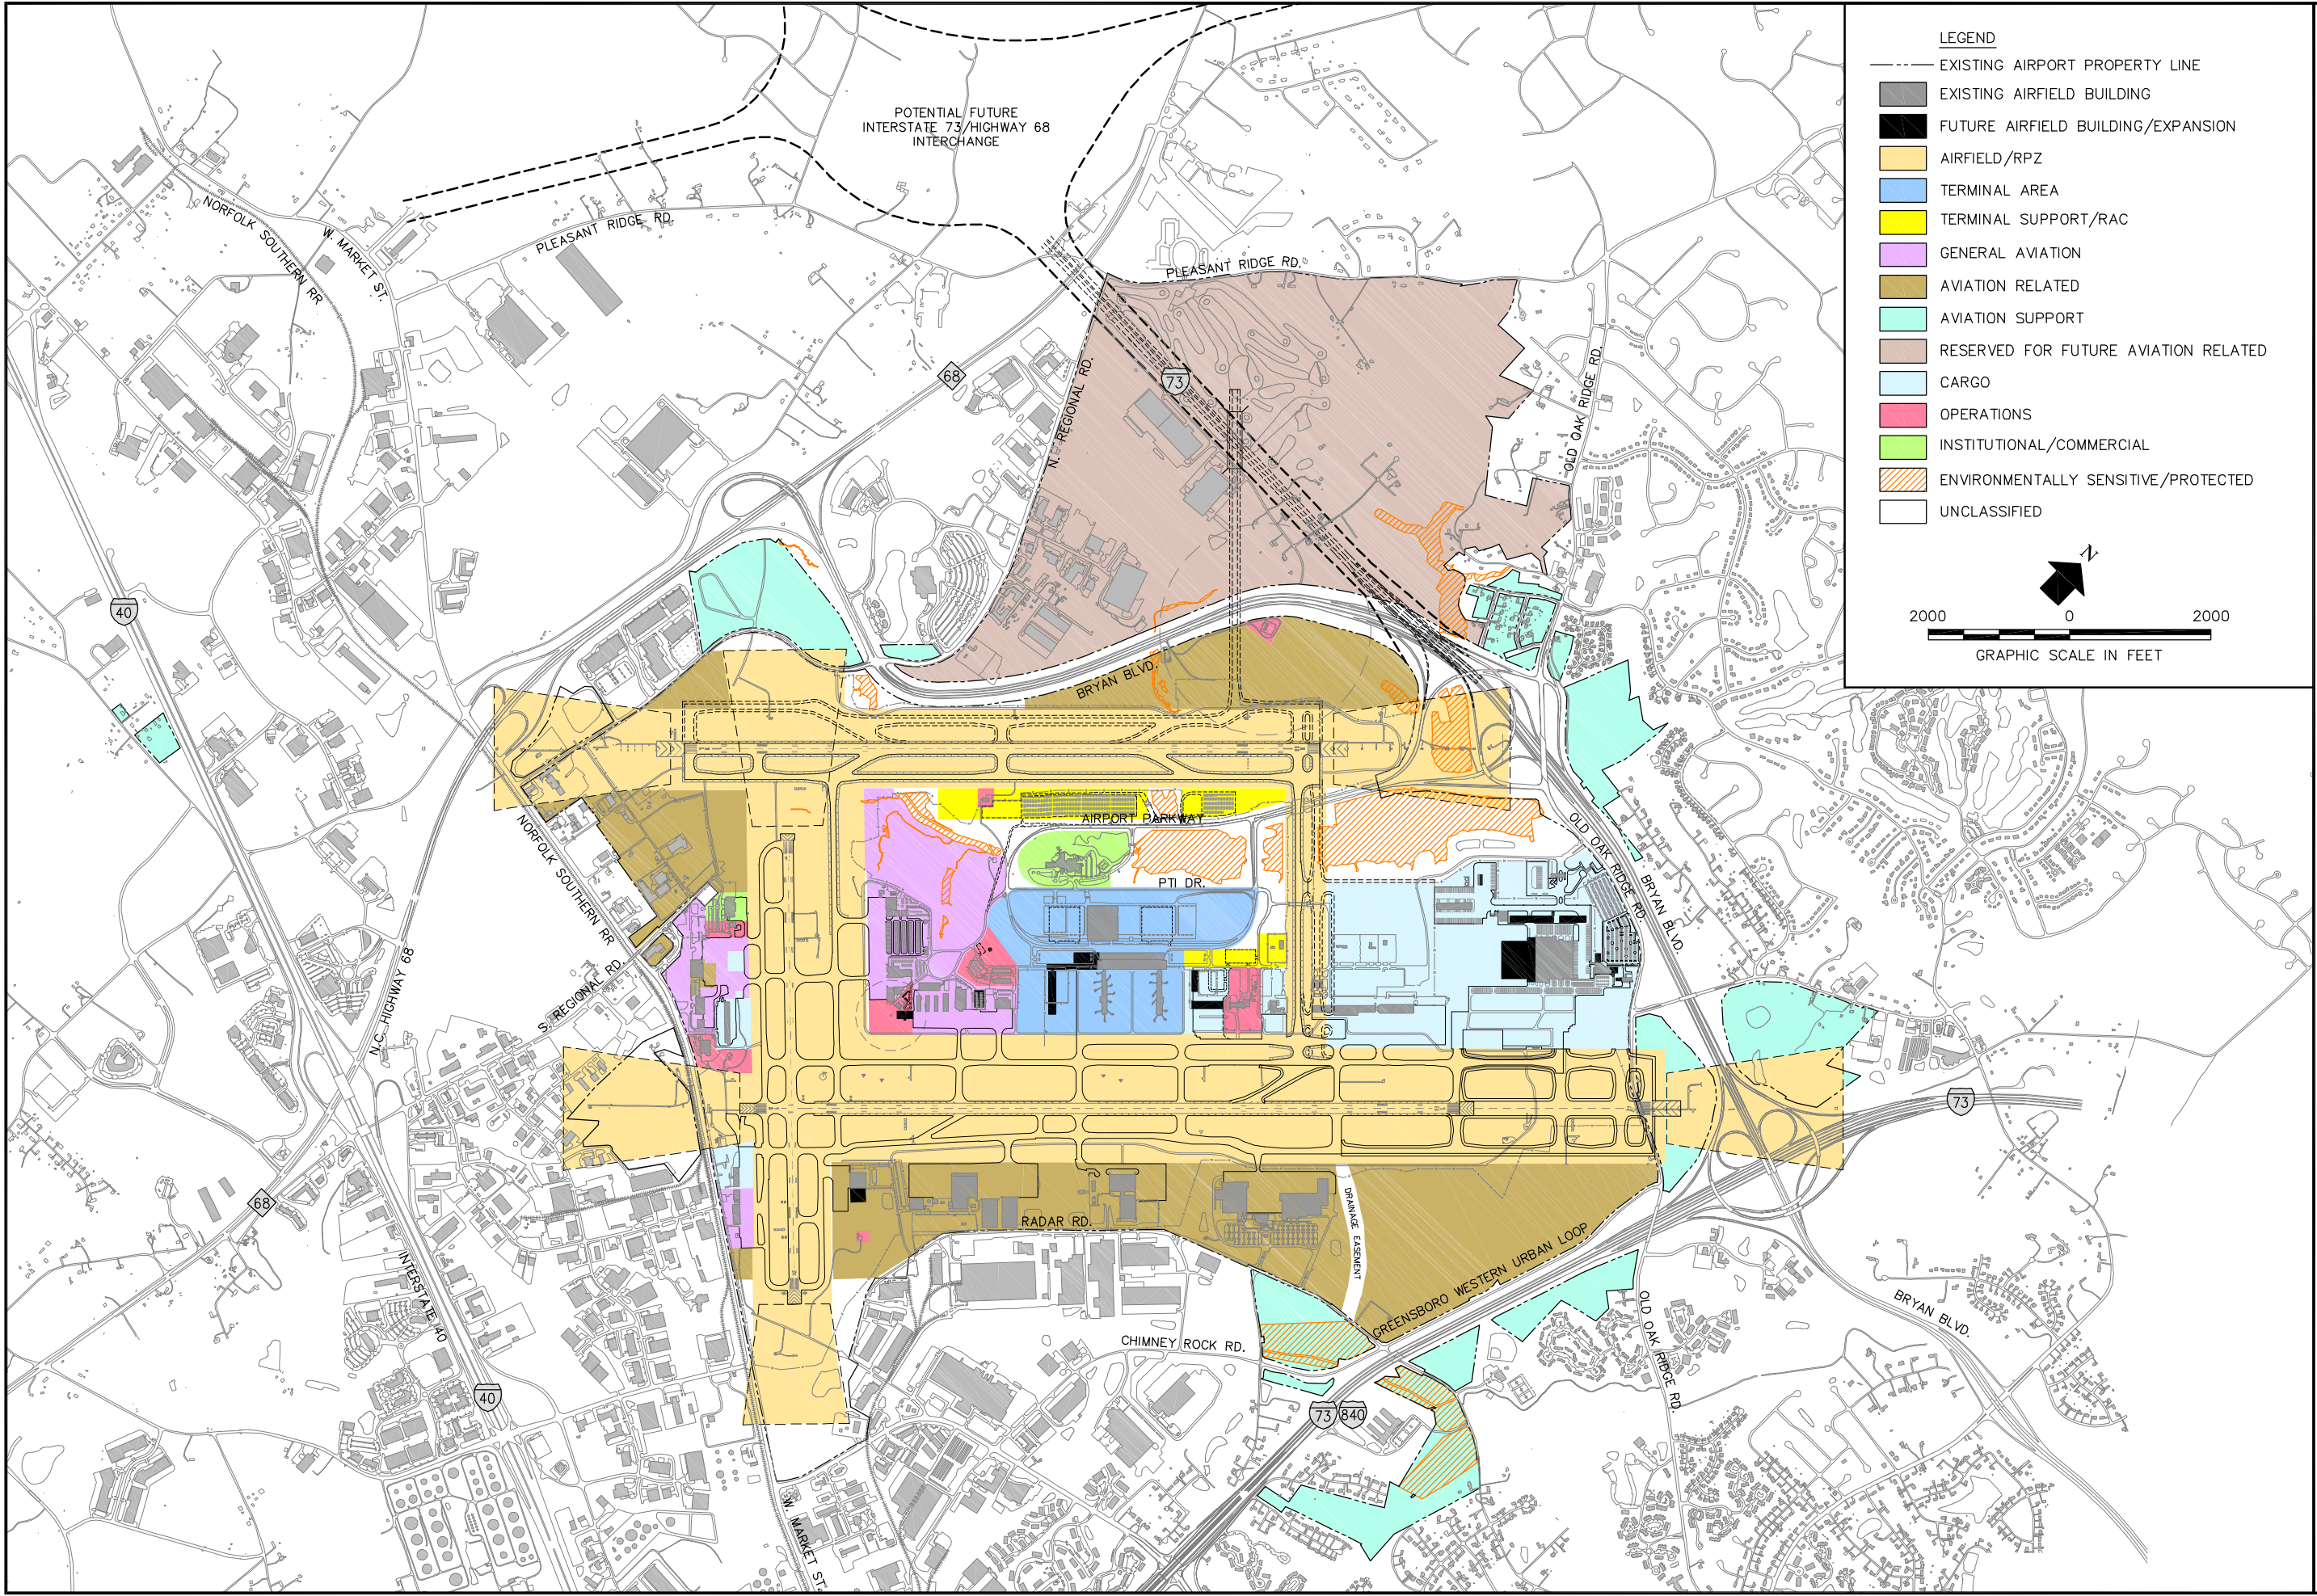 LEGEND
EXISTING AIRPORT PROPERTY LINE
EXISTING AIRFIELD BUILDING
FUTURE AIRFIELD BUILDING/EXPANSION
AIRFIELD/RPZ
TERMINAL AREA
TERMINAL SUPPORT/RAC
GENERAL AVIATION
AVIATION RELATED
AVIATION SUPPORT
RESERVED FOR FUTURE AVIATION RELATED
CARGO
OPERATIONS
INSTITUTIONAL/COMMERCIAL
ENVIRONMENTALLY SENSITIVE/PROTECTED
UNCLASSIFIED
N
2000 0 2000
GRAPHIC SCALE IN FEET
POTENTIAL FUTURE
INTERSTATE 73/HIGHWAY 68
INTERCHANGE
NORFOLK SOUTHERN RR
W. MARKET ST.
PLEASANT RIDGE RD.
PLEASANT RIDGE RD.
68
73
N. REGIONAL RD.
OLD OAK RIDGE RD.
40
BRYAN BLVD.
AIRPORT PARKWAY
PTI DR.
NORFOLK SOUTHERN RR
OLD OAK RIDGE RD.
BRYAN BLVD.
S. REGIONAL RD.
N.C. HIGHWAY 68
73
68
RADAR RD.
DRAINAGE EASEMENT
GREENSBORO WESTERN URBAN LOOP
INTERSTATE 40
CHIMNEY ROCK RD.
OLD OAK RIDGE RD.
BRYAN BLVD.
40
73
840
W. MARKET ST.